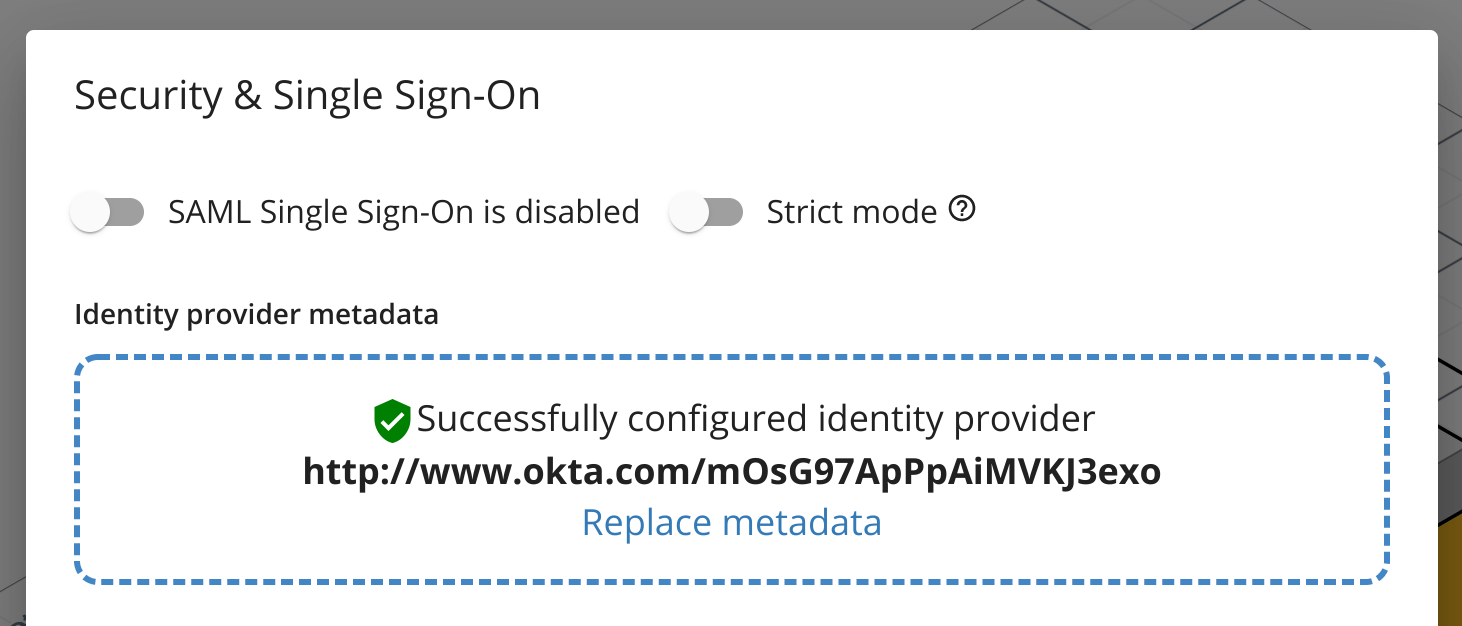 Security & Single Sign-On
SAML Single Sign-On is disabled Strict mode
Identity provider metadata
Successfully configured identity provider
http://www.okta.com/mOsG97ApPpAiMVKJ3exo
Replace metadata